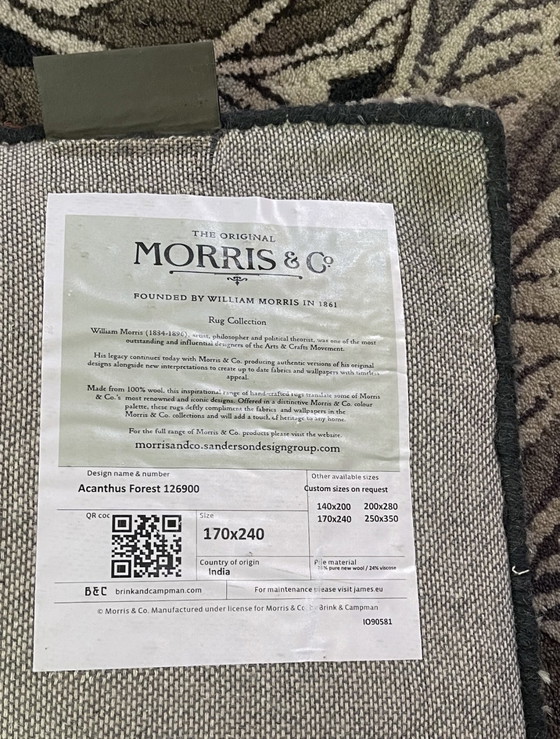 THE ORIGINAL
MORRIS & Co
FOUNDED BY WILLIAM MORRIS IN 1861
Rug Collection
William Morris (1834-1896), artist, philosopher and political theorist, was one of the most
outstanding and influential designers of the Arts & Crafts Movement.
His legacy continues today with Morris & Co. producing authentic versions of his original
designs alongside new interpretations to create up to date fabrics and wallpapers with timeless
appeal.
Made from 100% wool, this inspirational range of hand-crafted rugs translate some of Morris
& Co.'s most renowned and iconic designs. Offered in a distinctive Morris & Co. colour
palette, these rugs deftly compliment the fabrics and wallpapers in the
Morris & Co. collections and will add a touch of heritage to any home.
For the full range of Morris & Co. products please visit the website.
morrisandco.sandersondesigngroup.com
Design name & number
Acanthus Forest 126900
Other available sizes
Custom sizes on request
140x200 200x280
170x240 250x350
QR coc
Size
170x240
Country of origin
India
Pile material
pure new wool / 24% viscose
B&C brinkandcampman.com
For maintenance please visit james.eu
© Morris & Co. Manufactured under license for Morris & Co. by Brink & Campman
IO90581